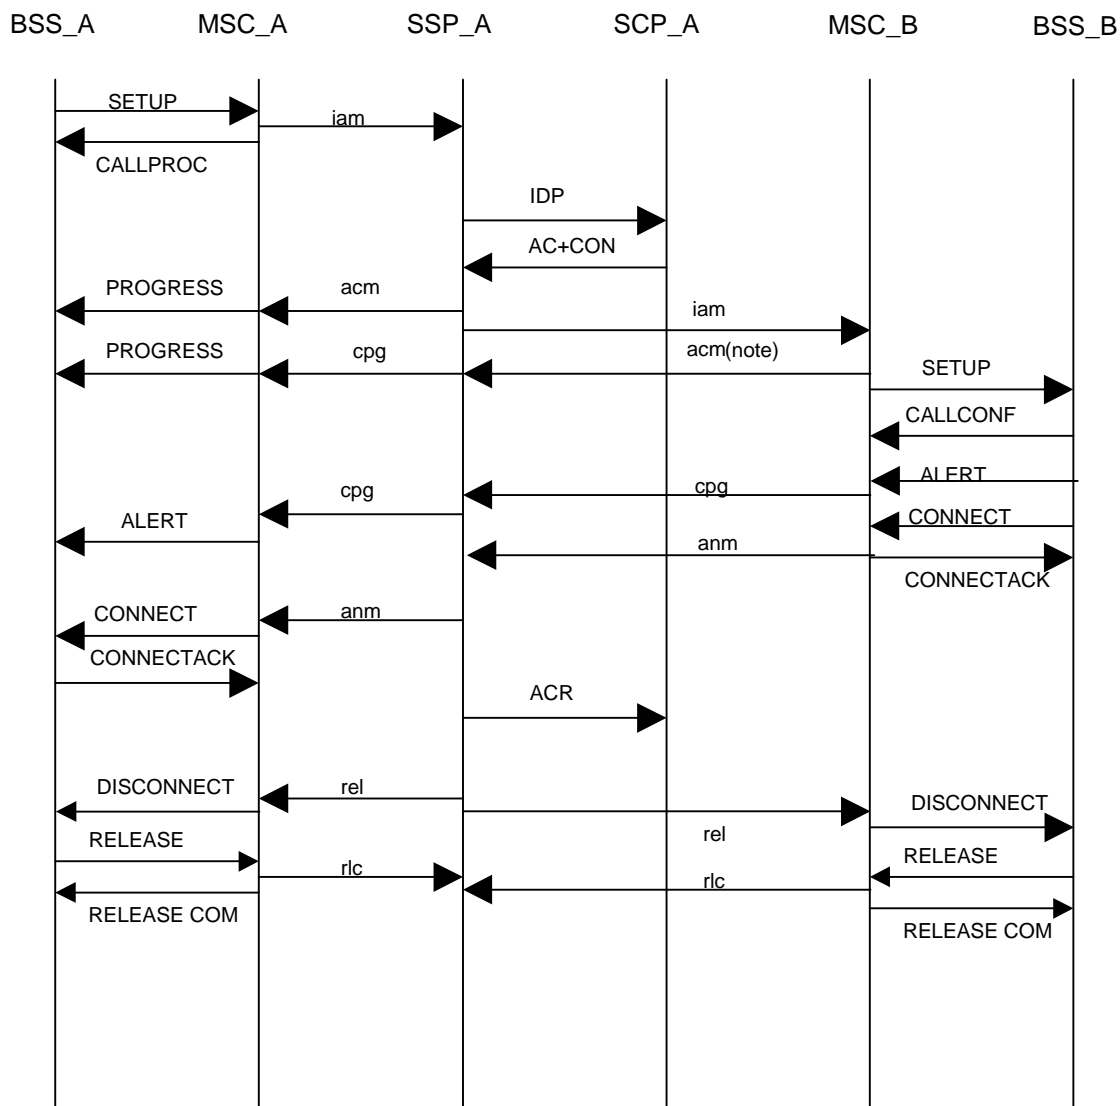 BSS_A MSC_A SSP_A SCP_A MSC_B BSS_B
SETUP
iam
CALLPROC
IDP
AC+CON
PROGRESS acm
iam
PROGRESS cpg acm(note)
SETUP
CALLCONF
ALERT
cpg cpg
ALERT CONNECT
anm
CONNECTACK
CONNECT anm
CONNECTACK
ACR
DISCONNECT rel
DISCONNECT
rel
RELEASE RELEASE
rlc rlc
RELEASE COM RELEASE COM